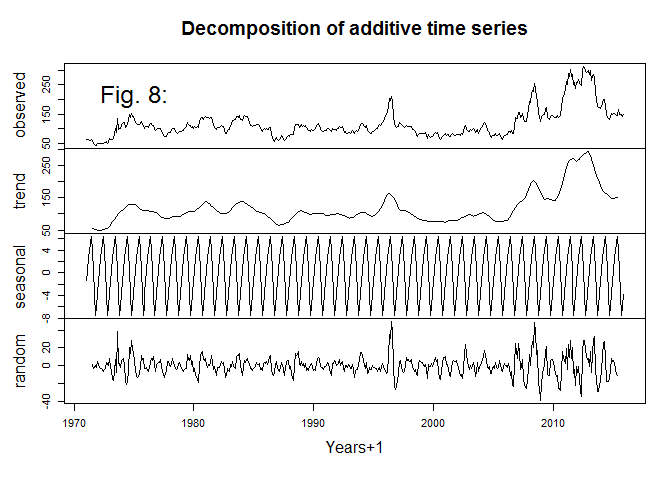 Decomposition of additive time series
Fig. 8:
observed
50 150 250
trend
50 150 250
seasonal
-8 -4 0 4
random
-40 0 20
1970 1980 1990 2000 2010
Years+1